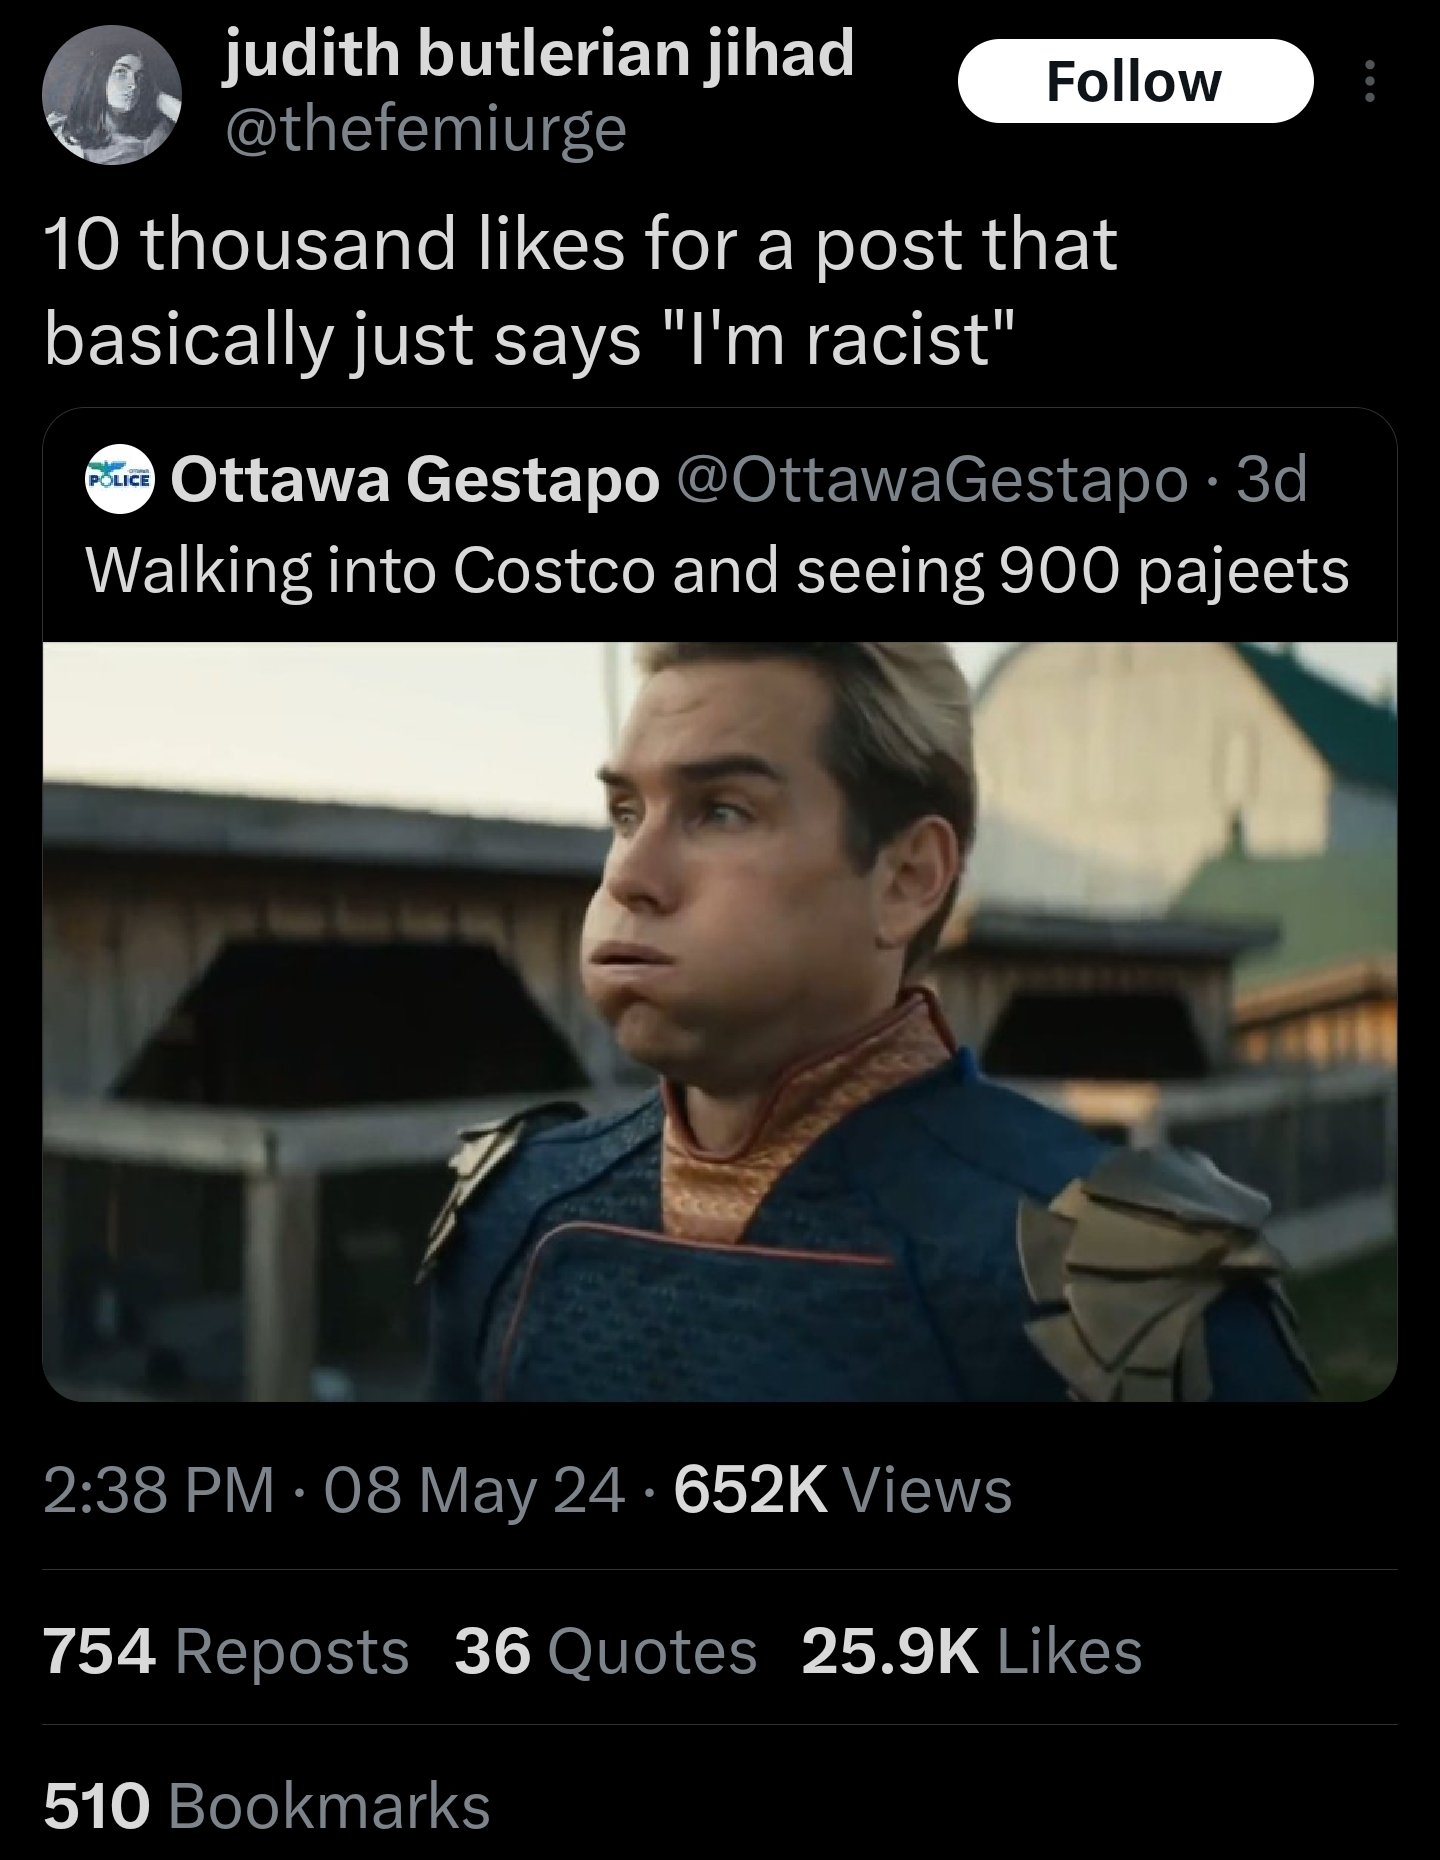 judith butlerian jihad
Follow
@thefemiurge
10 thousand likes for a post that
basically just says "I'm racist"
POLICE
Ottawa Gestapo @OttawaGestapo · 3d
Walking into Costco and seeing 900 pajeets
2:38 PM · 08 May 24 · 652K Views
754 Reposts 36 Quotes 25.9K Likes
510 Bookmarks